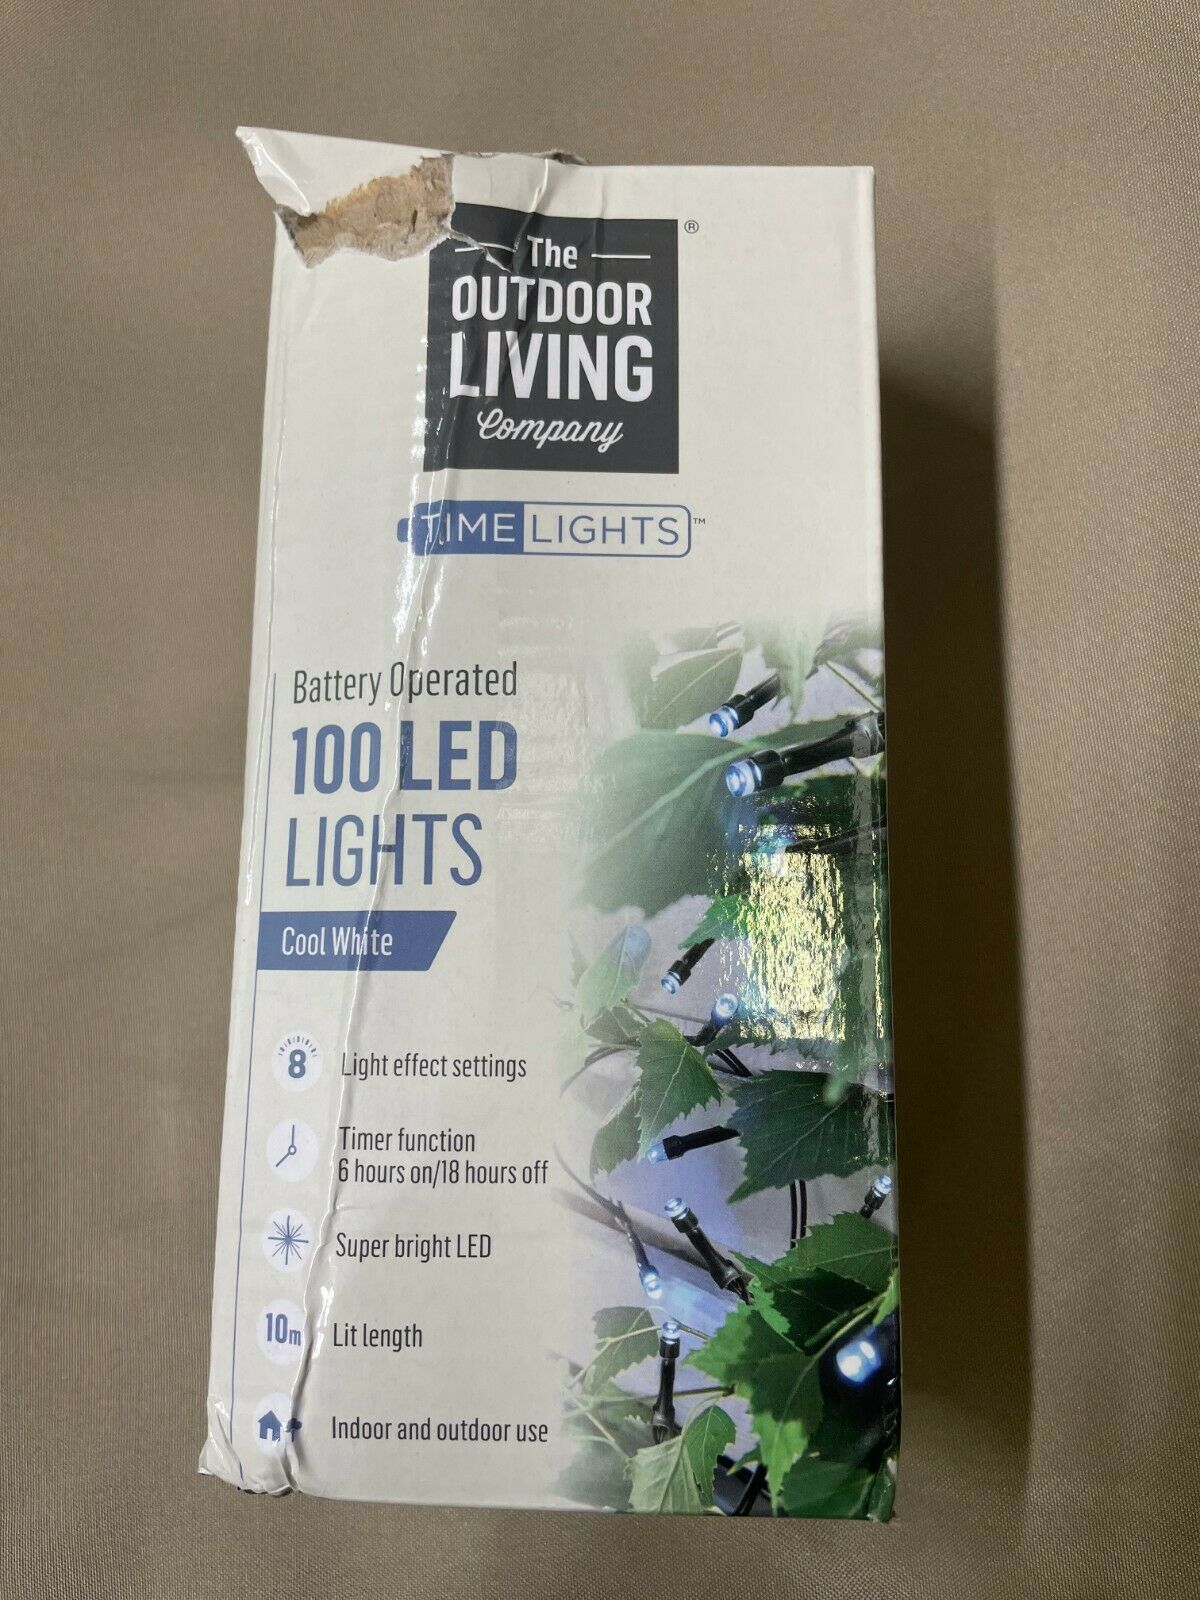 The
OUTDOOR
LIVING
Company
®
TIME LIGHTS™
Battery Operated
100 LED
LIGHTS
Cool White
8 Light effect settings
Timer function
6 hours on/18 hours off
Super bright LED
10m Lit length
Indoor and outdoor use